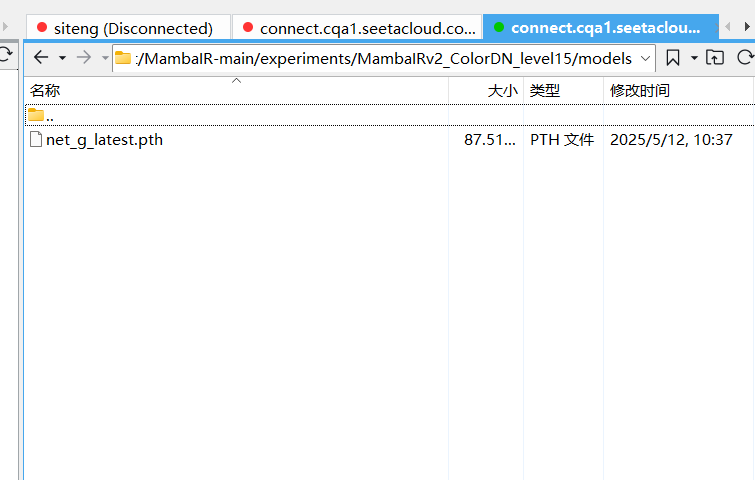 siteng (Disconnected)
connect.cqa1.seetacloud.co...
connect.cqa1.seetaclou...
:/MambaIR-main/experiments/MambaIRv2_ColorDN_level15/models
名称 大小 类型 修改时间
..
net_g_latest.pth 87.51... PTH 文件 2025/5/12, 10:37